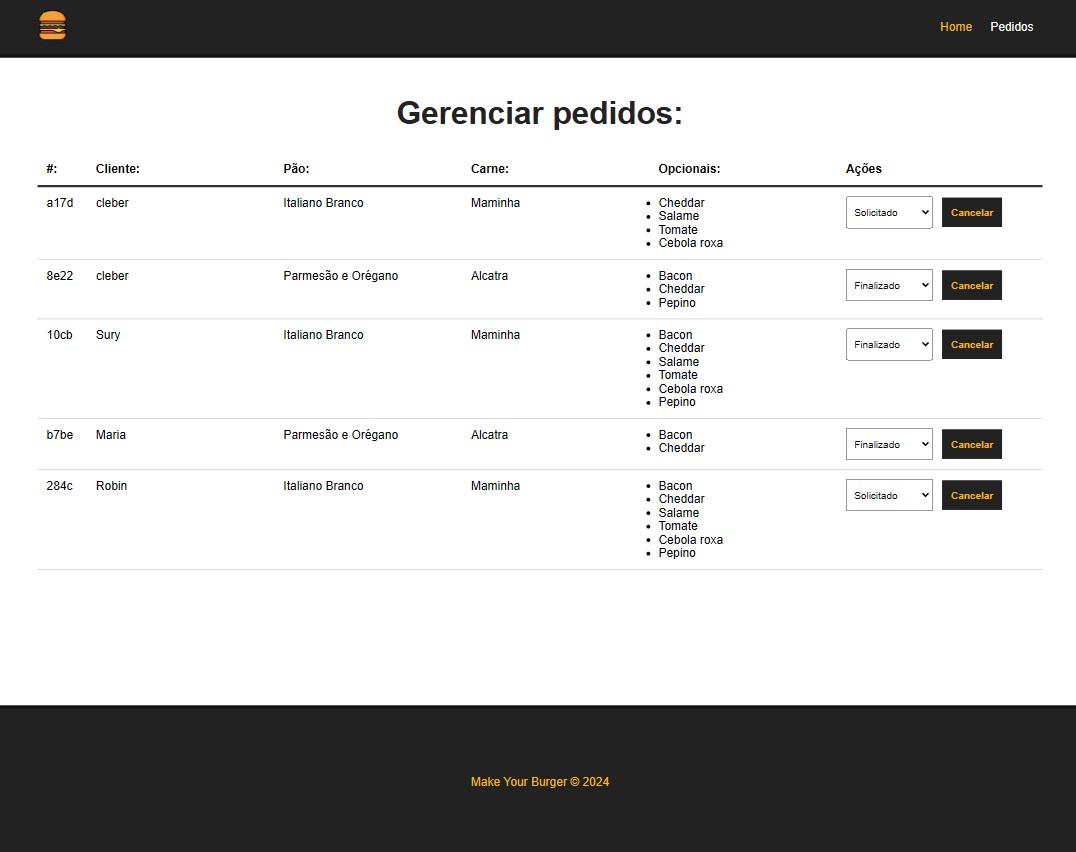 Home Pedidos
Gerenciar pedidos:
#: Cliente: Pão: Carne: Opcionais: Ações
a17d cleber Italiano Branco Maminha Cheddar Solicitado Cancelar
Salame
Tomate
Cebola roxa
8e22 cleber Parmesão e Orégano Alcatra Bacon Finalizado Cancelar
Cheddar
Pepino
10cb Sury Italiano Branco Maminha Bacon Finalizado Cancelar
Cheddar
Salame
Tomate
Cebola roxa
Pepino
b7be Maria Parmesão e Orégano Alcatra Bacon Finalizado Cancelar
Cheddar
284c Robin Italiano Branco Maminha Bacon Solicitado Cancelar
Cheddar
Salame
Tomate
Cebola roxa
Pepino
Make Your Burger © 2024